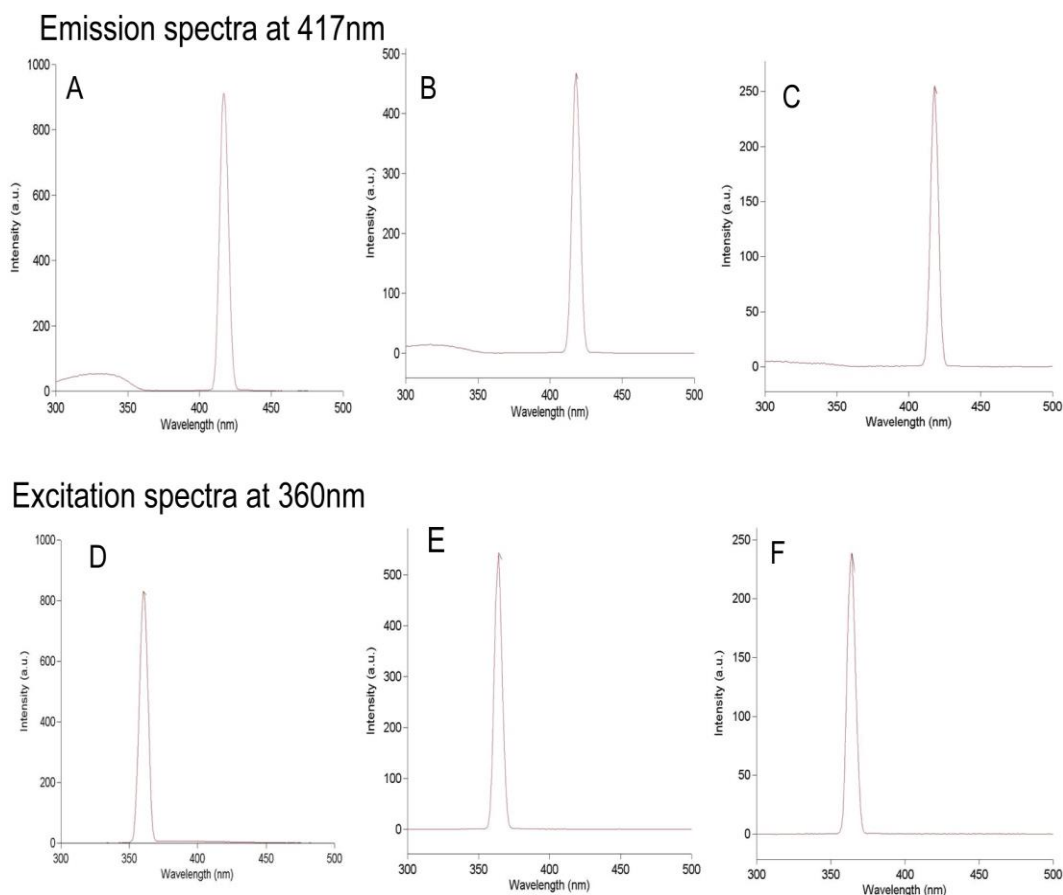 Emission spectra at 417nm
A
1000
800
600
400
200
0
300 350 400 450 500
Intensity (a.u.)
Wavelength (nm)
B
500
400
300
200
100
0
300 350 400 450 500
Intensity (a.u.)
Wavelength (nm)
C
250
200
150
100
50
0
300 350 400 450 500
Intensity (a.u.)
Wavelength (nm)
Excitation spectra at 360nm
D
1000
800
600
400
200
0
300 350 400 450 500
Intensity (a.u.)
Wavelength (nm)
E
500
400
300
200
100
0
300 350 400 450 500
Intensity (a.u.)
Wavelength (nm)
F
250
200
150
100
50
0
300 350 400 450 500
Intensity (a.u.)
Wavelength (nm)